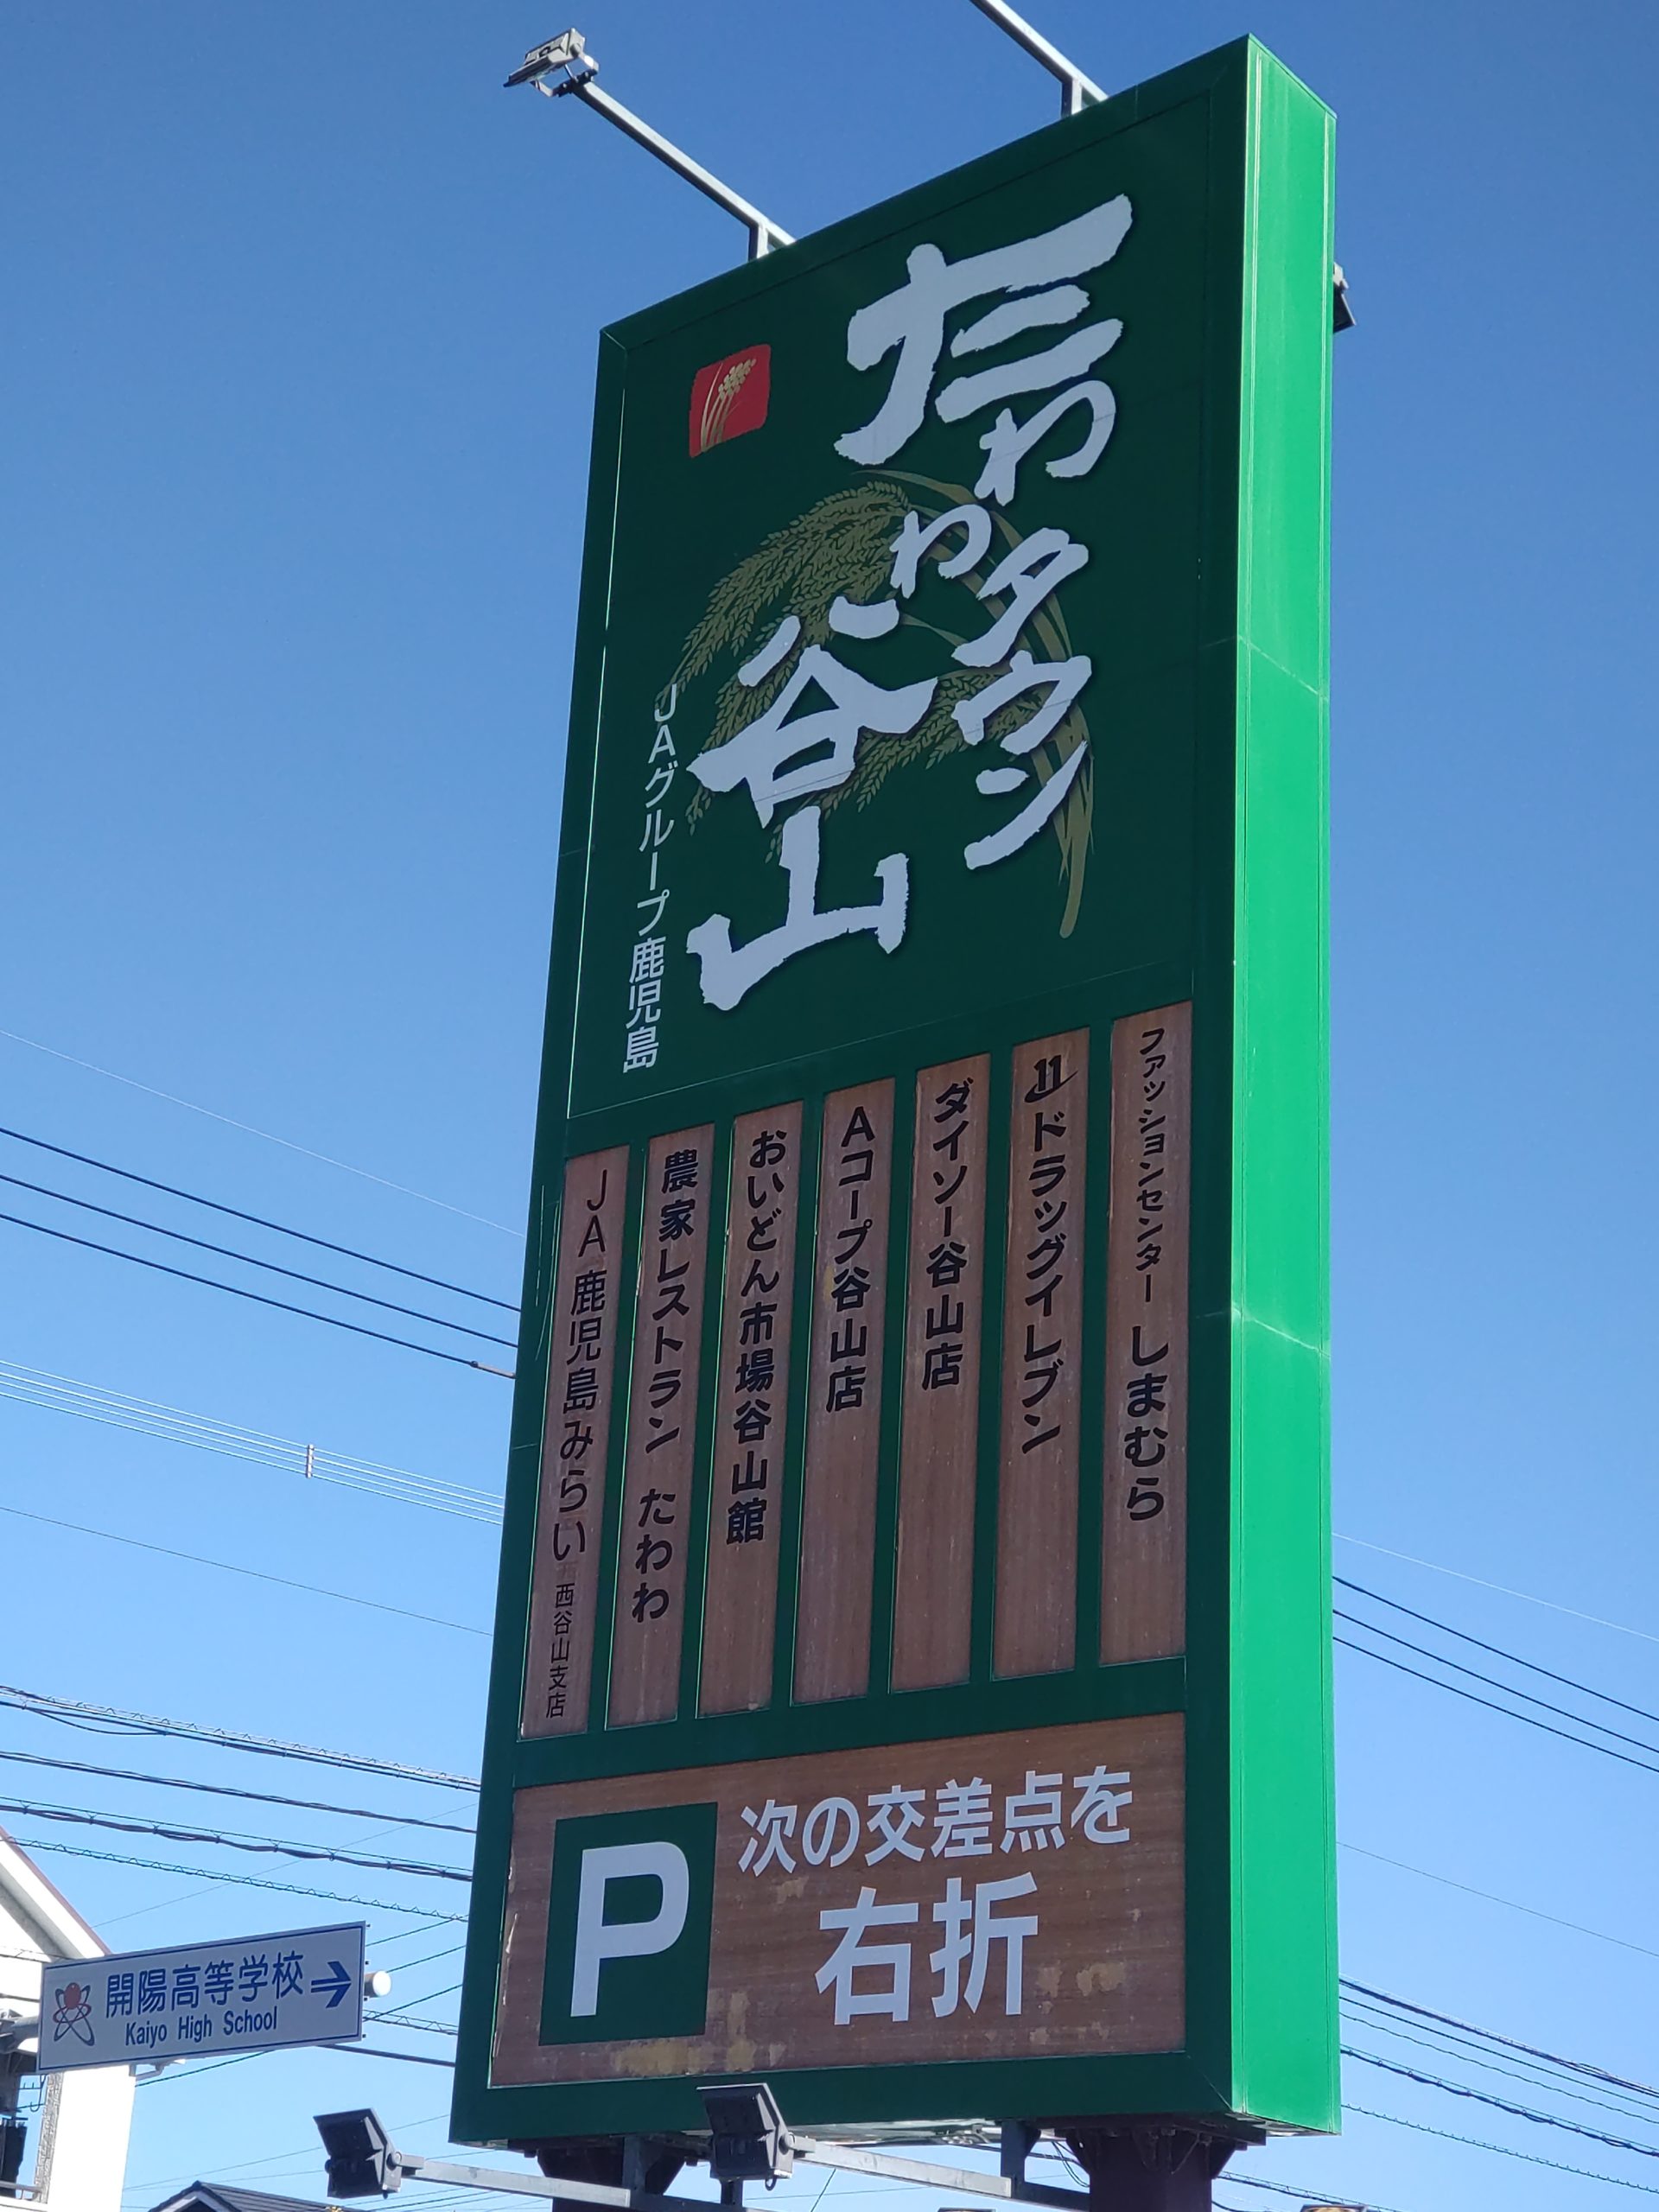 たわわタウン
谷山
JAグループ鹿児島
ファッションセンター しまむら
11 ドラッグイレブン
ダイソー谷山店
Aコープ谷山店
おいどん市場谷山館
農家レストラン たわわ
JA鹿児島みらい 西谷山支店
P
次の交差点を
右折
開陽高等学校
Kaiyo High School